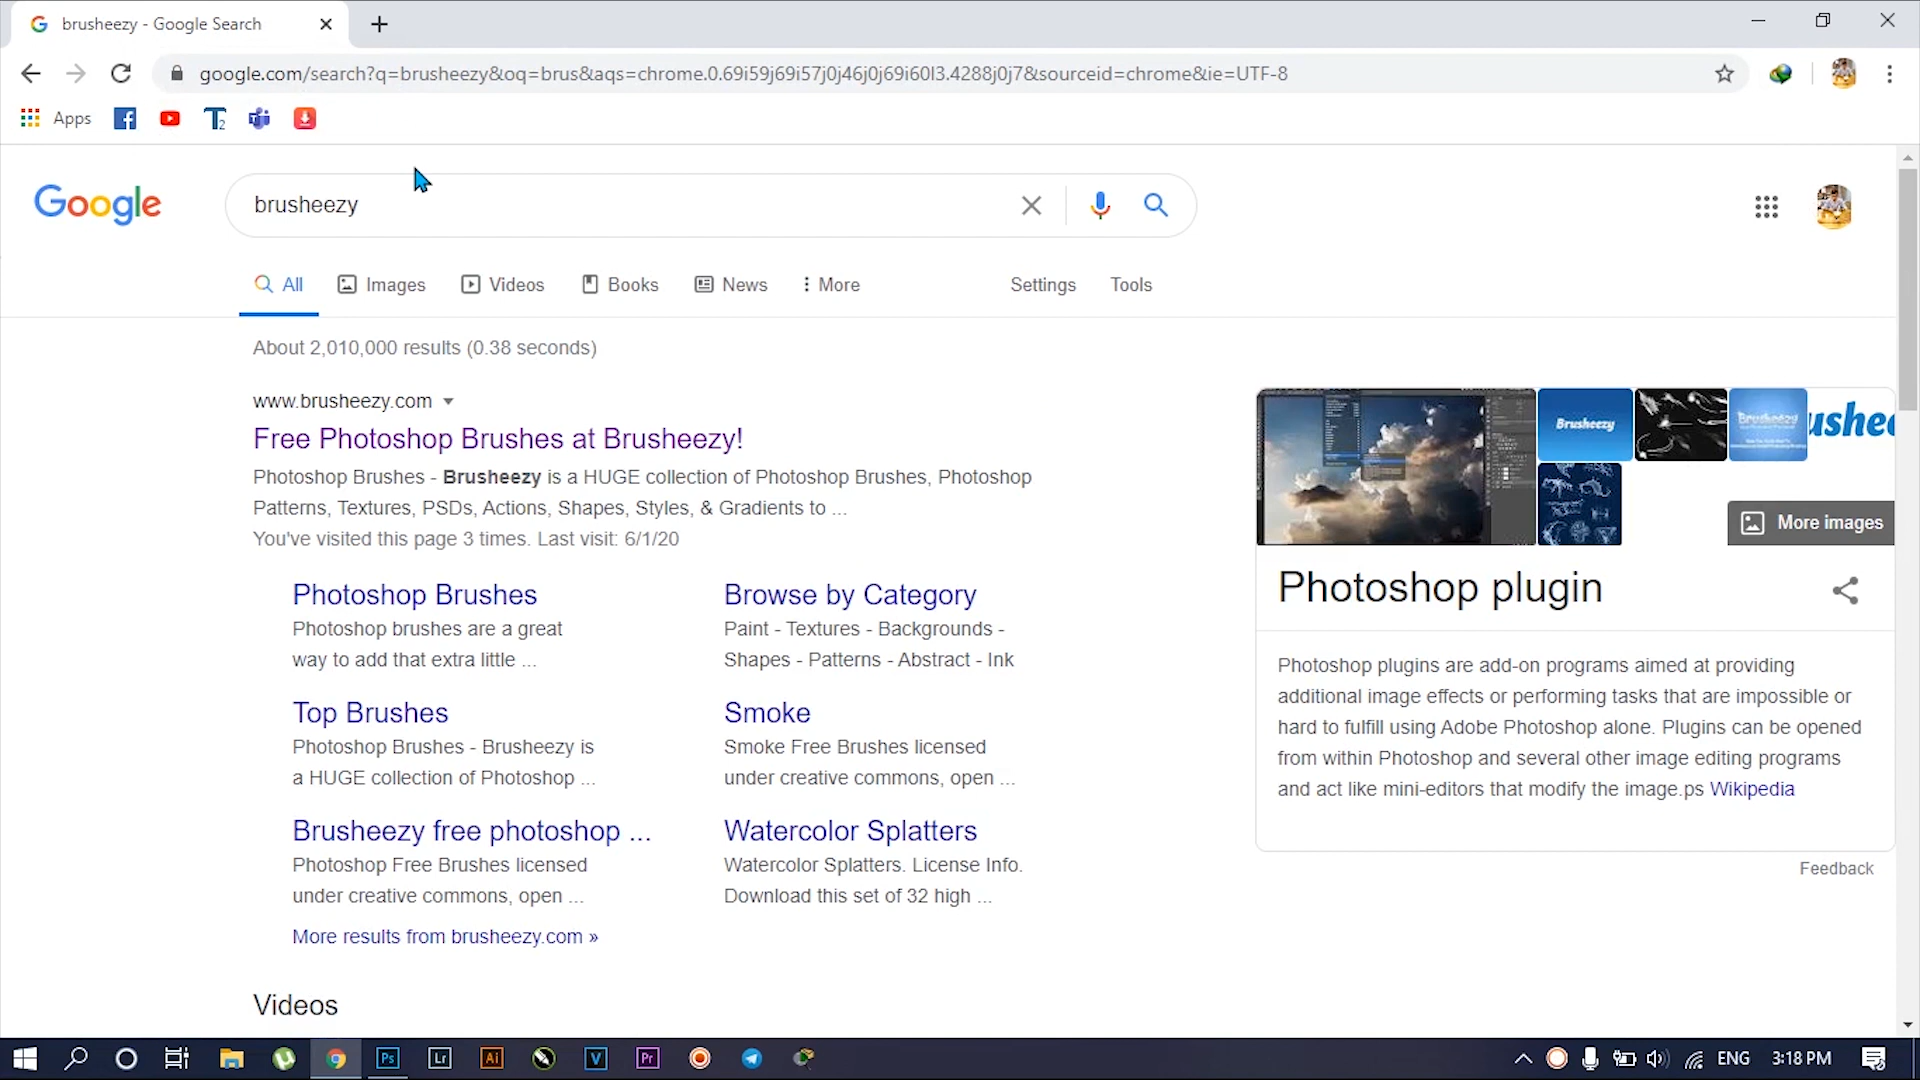 brusheezy - Google Search
google.com/search?q=brusheezy&oq=brus&aqs=chrome.0.69i59j69i57j0j46j0j69i60l3.4288j0j7&sourceid=chrome&ie=UTF-8
Apps
Google
brusheezy
All
Images
Videos
Books
News
More
Settings
Tools
About 2,010,000 results (0.38 seconds)
www.brusheezy.com
Free Photoshop Brushes at Brusheezy!
Photoshop Brushes - Brusheezy is a HUGE collection of Photoshop Brushes, Photoshop
Patterns, Textures, PSDs, Actions, Shapes, Styles, & Gradients to ...
You've visited this page 3 times. Last visit: 6/1/20
Photoshop Brushes
Photoshop brushes are a great
way to add that extra little ...
Browse by Category
Paint - Textures - Backgrounds -
Shapes - Patterns - Abstract - Ink
Top Brushes
Photoshop Brushes - Brusheezy is
a HUGE collection of Photoshop ...
Smoke
Smoke Free Brushes licensed
under creative commons, open ...
Brusheezy free photoshop ...
Photoshop Free Brushes licensed
under creative commons, open ...
Watercolor Splatters
Watercolor Splatters. License Info.
Download this set of 32 high ...
More results from brusheezy.com »
Videos
Brusheezy
Brusheezy
ushee
More images
Photoshop plugin
Photoshop plugins are add-on programs aimed at providing
additional image effects or performing tasks that are impossible or
hard to fulfill using Adobe Photoshop alone. Plugins can be opened
from within Photoshop and several other image editing programs
and act like mini-editors that modify the image.ps Wikipedia
Feedback
Ps
Lr
Ai
V
Pr
ENG
3:18 PM